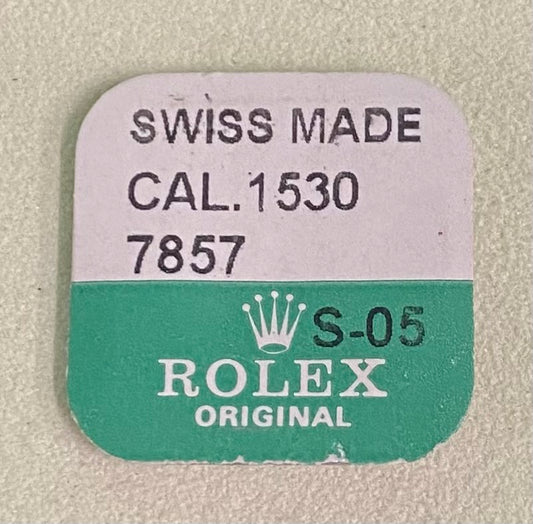 SWISS MADE
CAL.1530
7857
S-05
ROLEX
ORIGINAL